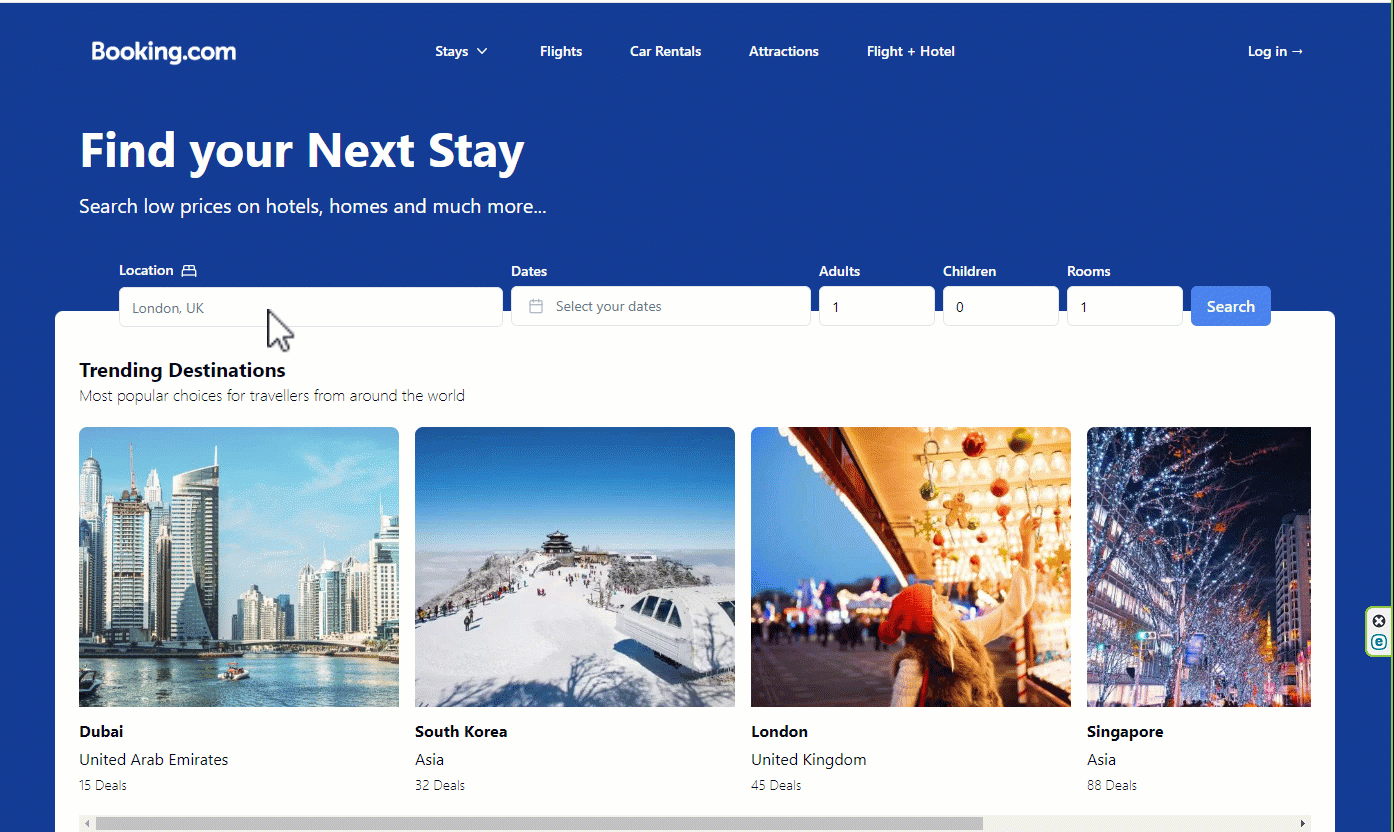 Booking.com
Stays
Flights
Car Rentals
Attractions
Flight + Hotel
Log in →
Find your Next Stay
Search low prices on hotels, homes and much more...
Location
Dates
Adults
Children
Rooms
London, UK
Select your dates
1
0
1
Search
Trending Destinations
Most popular choices for travellers from around the world
Dubai
United Arab Emirates
15 Deals
South Korea
Asia
32 Deals
London
United Kingdom
45 Deals
Singapore
Asia
88 Deals